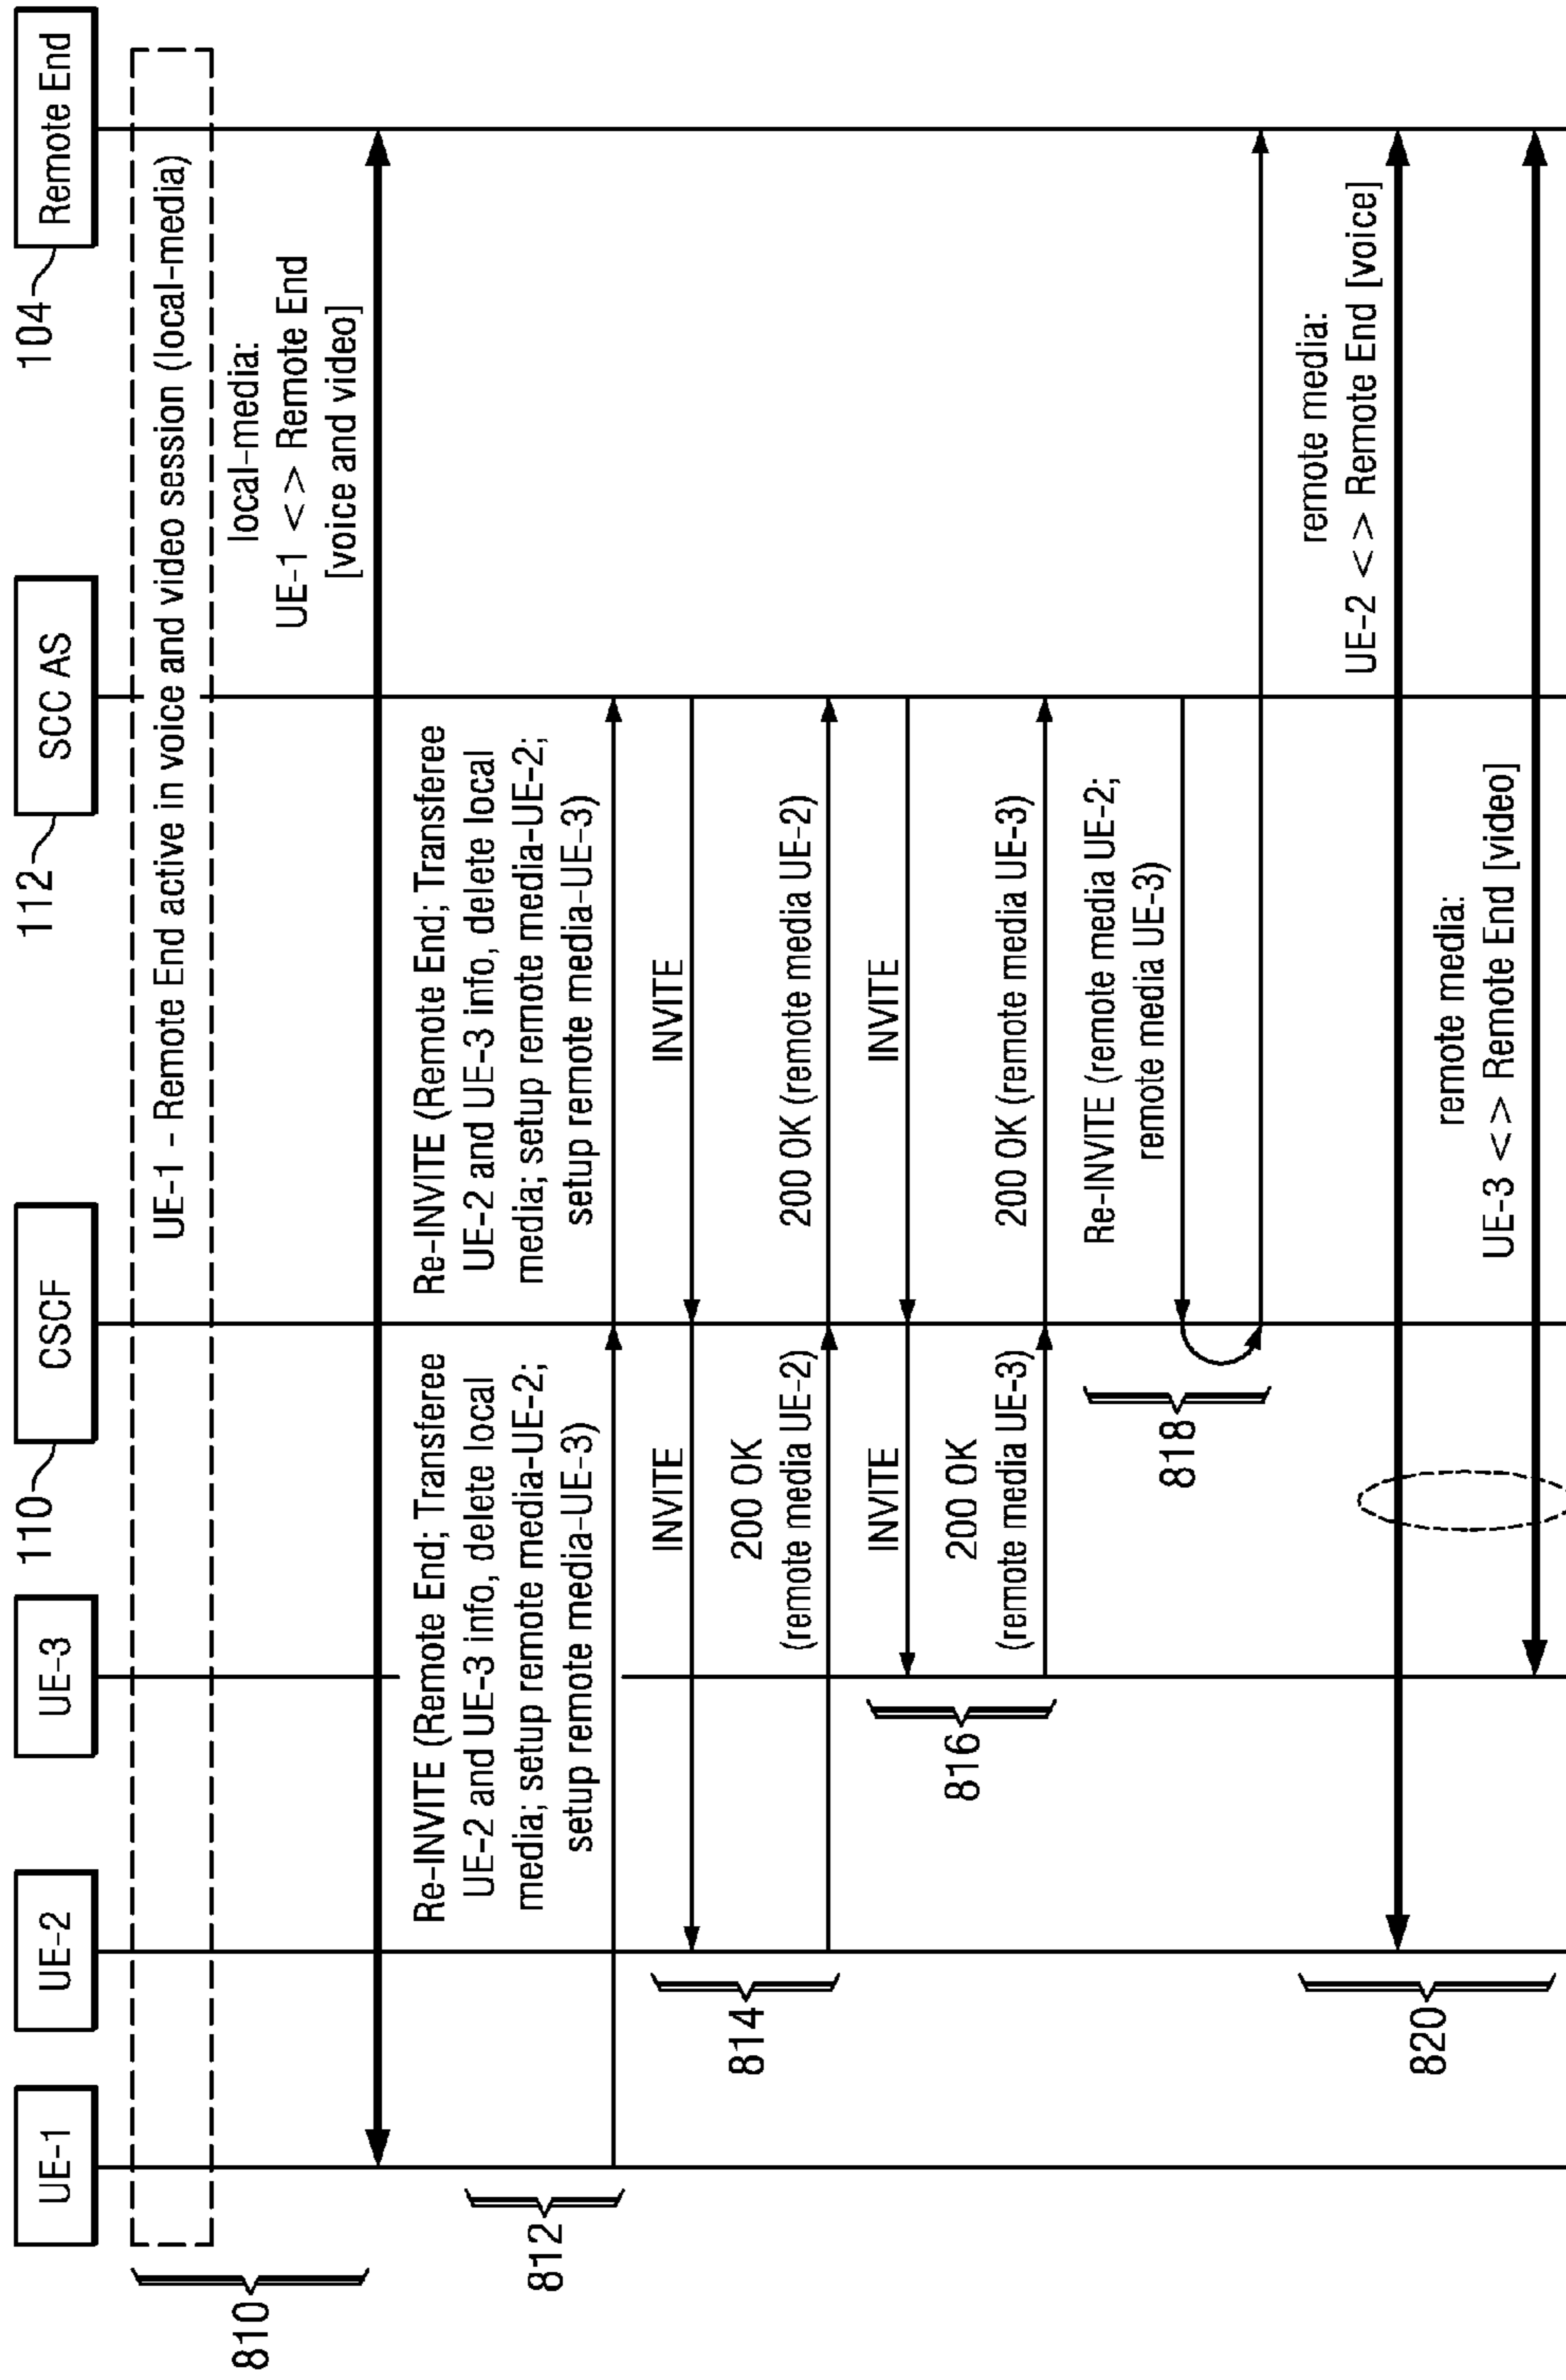 UE-1
UE-2
UE-3
110
CSCF
112
SCC AS
104
Remote End
810
UE-1 - Remote End active in voice and video session (local-media)
local-media:
UE-1 < > Remote End
[voice and video]
812
Re-INVITE (Remote End; Transferee
UE-2 and UE-3 info, delete local
media; setup remote media-UE-2;
setup remote media-UE-3)
Re-INVITE (Remote End; Transferee
UE-2 and UE-3 info, delete local
media; setup remote media-UE-2;
setup remote media-UE-3)
814
INVITE
INVITE
200 OK
(remote media UE-2)
200 OK (remote media UE-2)
816
INVITE
INVITE
200 OK
(remote media UE-3)
200 OK (remote media UE-3)
818
Re-INVITE (remote media UE-2;
remote media UE-3)
820
remote media:
UE-2 < > Remote End [voice]
remote media:
UE-3 < > Remote End [video]